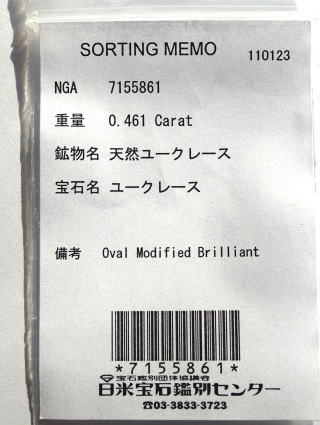 SORTING MEMO
110123
NGA 7155861
重量 0.461 Carat
鉱物名 天然ユークレース
宝石名 ユークレース
備考 Oval Modified Brilliant
*7155861*
宝石鑑別団体協議会
日米宝石鑑別センター
☎03-3833-3723